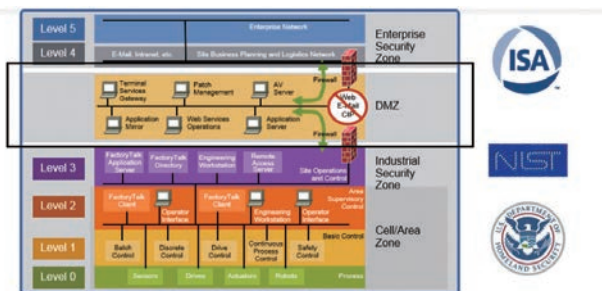 Level 5
Enterprise Network
Enterprise
Security
Zone
Level 4
E-Mail, Intranet, etc.
Site Business Planning and Logistics Network
Firewall
Terminal
Services
Gateway
Patch
Management
AV
Server
Web
E-Mail
CIP
DMZ
Application
Mirror
Web Services
Operations
Application
Server
Firewall
Level 3
FactoryTalk
Application
Server
FactoryTalk
Directory
Engineering
Workstation
Remote
Access
Server
Site Operations
and Control
Industrial
Security
Zone
Level 2
Area
Supervisory
Control
FactoryTalk
Client
Operator
Interface
FactoryTalk
Client
Engineering
Workstation
Operator
Interface
Cell/Area
Zone
Level 1
Basic Control
Batch
Control
Discrete
Control
Drive
Control
Continuous
Process
Control
Safety
Control
Level 0
Sensors
Drives
Actuators
Robots
Process
ISA
NIST
U.S. DEPARTMENT OF
HOMELAND SECURITY